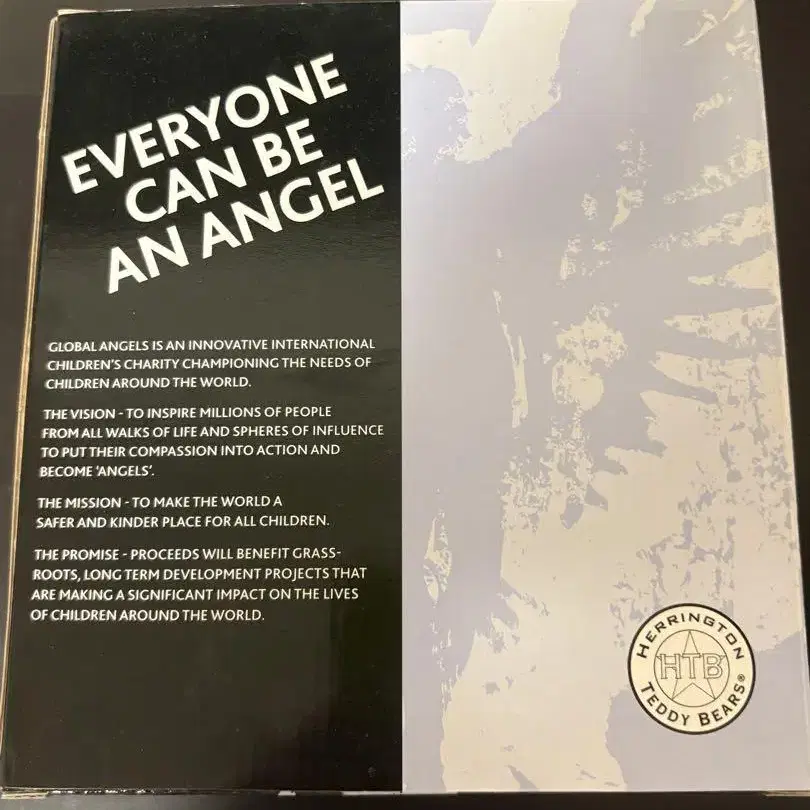 EVERYONE
CAN BE
AN ANGEL
GLOBAL ANGELS IS AN INNOVATIVE INTERNATIONAL
CHILDREN'S CHARITY CHAMPIONING THE NEEDS OF
CHILDREN AROUND THE WORLD.
THE VISION - TO INSPIRE MILLIONS OF PEOPLE
FROM ALL WALKS OF LIFE AND SPHERES OF INFLUENCE
TO PUT THEIR COMPASSION INTO ACTION AND
BECOME 'ANGELS'.
THE MISSION - TO MAKE THE WORLD A
SAFER AND KINDER PLACE FOR ALL CHILDREN.
THE PROMISE - PROCEEDS WILL BENEFIT GRASS-
ROOTS, LONG TERM DEVELOPMENT PROJECTS THAT
ARE MAKING A SIGNIFICANT IMPACT ON THE LIVES
OF CHILDREN AROUND THE WORLD.
HERRINGTON
HTB
TEDDY BEARS®